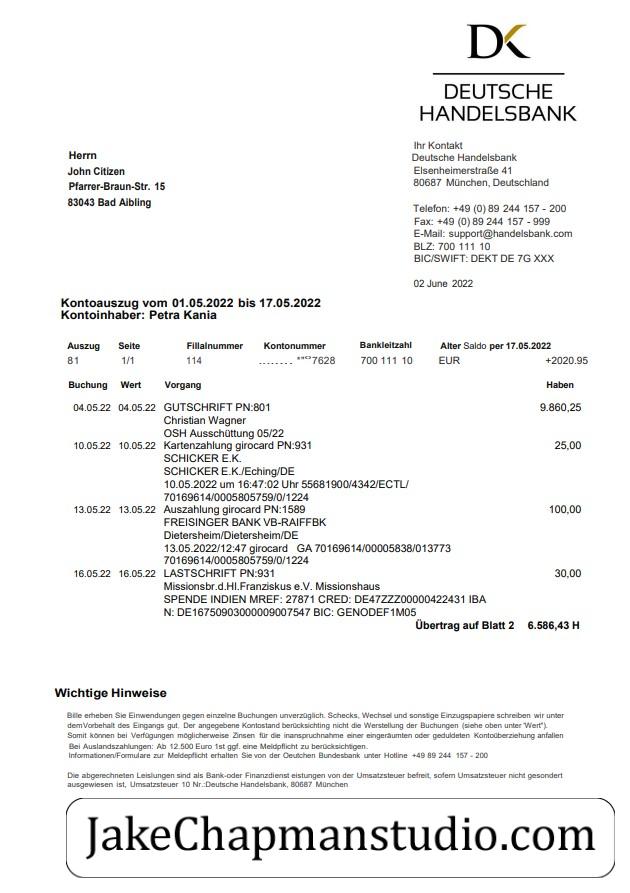 DK
DEUTSCHE
HANDELSBANK
Ihr Kontakt
Deutsche Handelsbank
Elsenheimerstraße 41
80687 München, Deutschland
Herrn
John Citizen
Pfarrer-Braun-Str. 15
83043 Bad Aibling
Telefon: +49 (0) 89 244 157 - 200
Fax: +49 (0) 89 244 157 - 999
E-Mail: support@handelsbank.com
BLZ: 700 111 10
BIC/SWIFT: DEKT DE 7G XXX
02 June 2022
Kontoauszug vom 01.05.2022 bis 17.05.2022
Kontoinhaber: Petra Kania
Auszug Seite Fillalnummer Kontonummer Bankleitzahl Alter Saldo per 17.05.2022
81 1/1 114 7628 700 111 10 EUR +2020.95
Buchung Wert Vorgang Haben
04.05.22 04.05.22 GUTSCHRIFT PN:801 9.860,25
Christian Wagner
OSH Ausschüttung 05/22
10.05.22 10.05.22 Kartenzahlung girocard PN:931 25,00
SCHICKER E.K.
SCHICKER E.K./Eching/DE
10.05.2022 um 16:47:02 Uhr 55681900/4342/ECTL/
70169614/0005805759/0/1224
13.05.22 13.05.22 Auszahlung girocard PN:1589 100,00
FREISINGER BANK VB-RAIFFBK
Dietersheim/Dietersheim/DE
13.05.2022/12:47 girocard GA 70169614/00005838/013773
70169614/0005805759/0/1224
16.05.22 16.05.22 LASTSCHRIFT PN:931 30,00
Missionsbr.d.Hl.Franziskus e.V. Missionshaus
SPENDE INDIEN MREF: 27871 CRED: DE47ZZZ00000422431 IBA
N: DE16750903000009007547 BIC: GENODEF1M05
Übertrag auf Blatt 2 6.586,43 H
Wichtige Hinweise
Bille erheben Sie Einwendungen gegen einzelne Buchungen unverzüglich. Schecks, Wechsel und sonstige Einzugspapiere schreiben wir unter
demVorbehalt des Eingangs gut. Der angegebene Kontostand berücksichting nicht die Werstellung der Buchungen (siehe oben unter "Wert").
Somit können bei Verfügungen möglicherweise Zinsen für die inanspruchnahme einer eingeräumten oder geduldeten Kontoüberziehung anfallen
Bei Auslandszahlungen: Ab 12.500 Euro 1st ggf. eine Meldpflicht zu berücksichtigen.
Informationen/Formulare zur Meldepflicht erhalten Sie von der Oeutchen Bundesbank unter Hotline +49 89 244 157 - 200
Die abgerechneten Leislungen sind als Bank-oder Finanzdienst eistungen von der Umsatzsteuer befreit, sofern Umsatzsteuer nicht gesondert
ausgewiesen ist, Umsatzsteuer 10 Nr.:Deutsche Handelsbank, 80687 München
JakeChapmanstudio.com